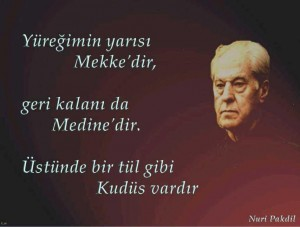 Yüreğimin yarısı
Mekke'dir,
geri kalanı da
Medine'dir.
Üstünde bir tül gibi
Kudüs vardır
Nuri Pakdil